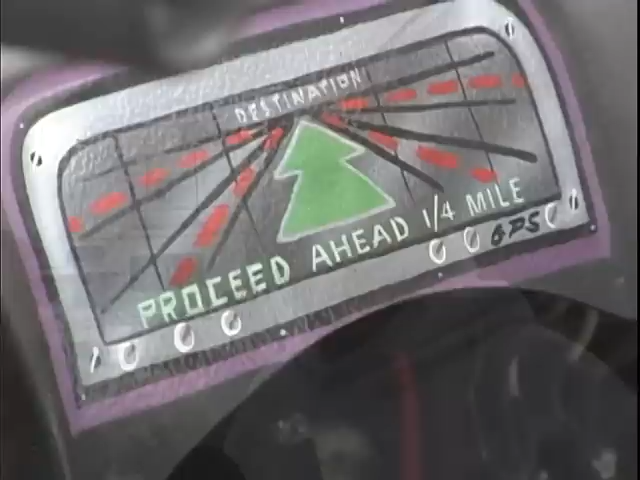 DESTINATION
PROCEED AHEAD 1/4 MILE
GPS